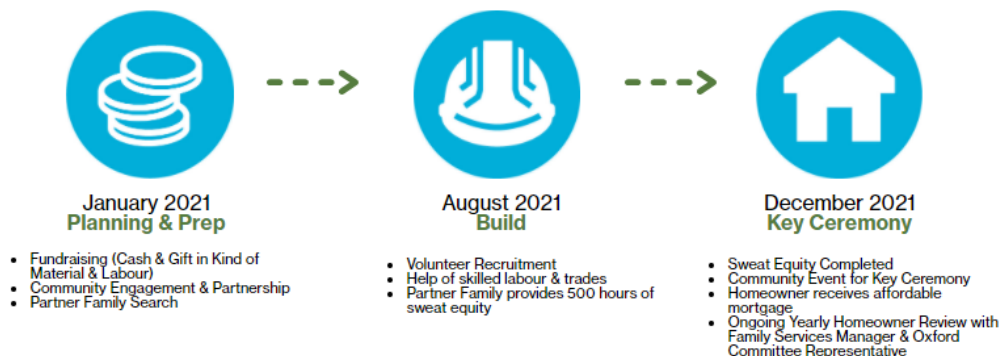 January 2021
Planning & Prep
• Fundraising (Cash & Gift in Kind of
Material & Labour)
• Community Engagement & Partnership
• Partner Family Search
August 2021
Build
• Volunteer Recruitment
• Help of skilled labour & trades
• Partner Family provides 500 hours of
sweat equity
December 2021
Key Ceremony
• Sweat Equity Completed
• Community Event for Key Ceremony
• Homeowner receives affordable
mortgage
• Ongoing Yearly Homeowner Review with
Family Services Manager & Oxford
Committee Representative